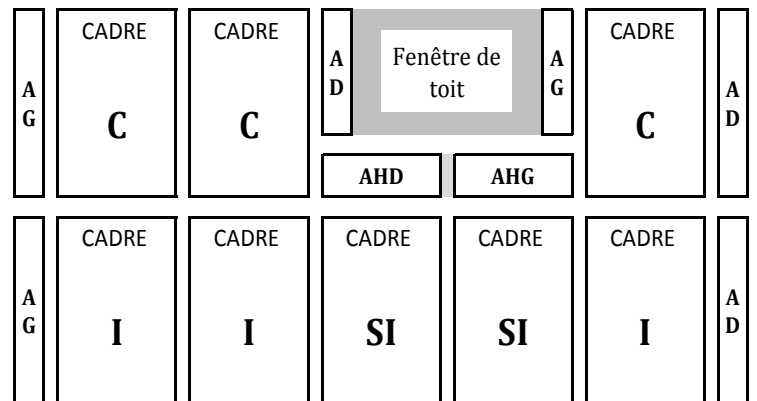 CADRE CADRE CADRE
A D Fenêtre de toit A G
A G C C C A D
AHD AHG
CADRE CADRE CADRE CADRE CADRE
A G I I SI SI I A D